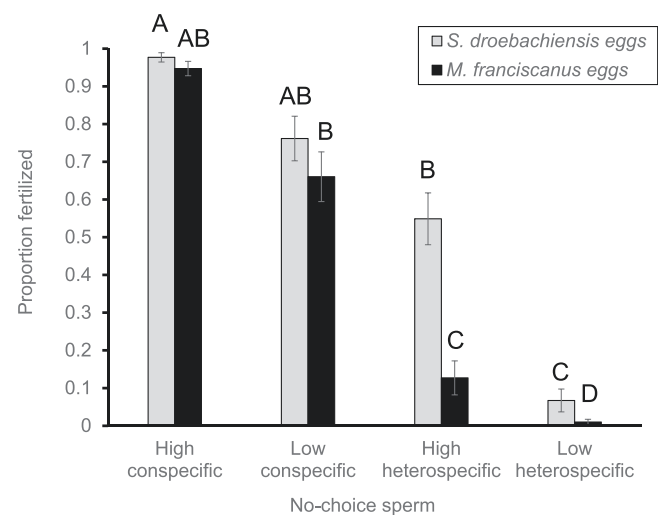 S. droebachiensis eggs
M. franciscanus eggs
A
AB
AB
B
B
C
C
D
Proportion fertilized
1
0.9
0.8
0.7
0.6
0.5
0.4
0.3
0.2
0.1
0
High conspecific
Low conspecific
High heterospecific
Low heterospecific
No-choice sperm